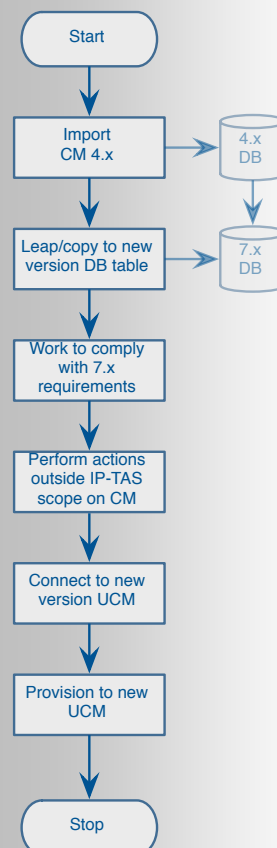 Start
Import
CM 4.x
4.x
DB
Leap/copy to new
version DB table
7.x
DB
Work to comply
with 7.x
requirements
Perform actions
outside IP-TAS
scope on CM
Connect to new
version UCM
Provision to new
UCM
Stop